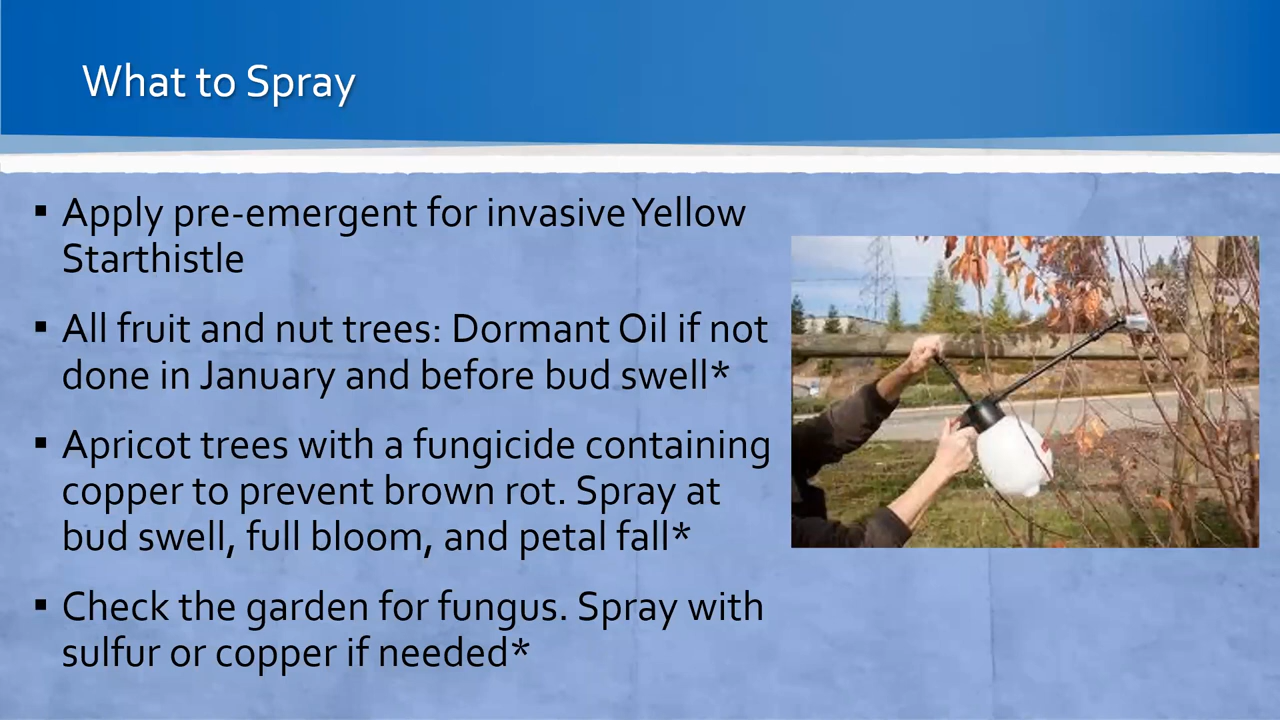 What to Spray
▪ Apply pre-emergent for invasive Yellow
Starthistle
▪ All fruit and nut trees: Dormant Oil if not
done in January and before bud swell*
▪ Apricot trees with a fungicide containing
copper to prevent brown rot. Spray at
bud swell, full bloom, and petal fall*
▪ Check the garden for fungus. Spray with
sulfur or copper if needed*